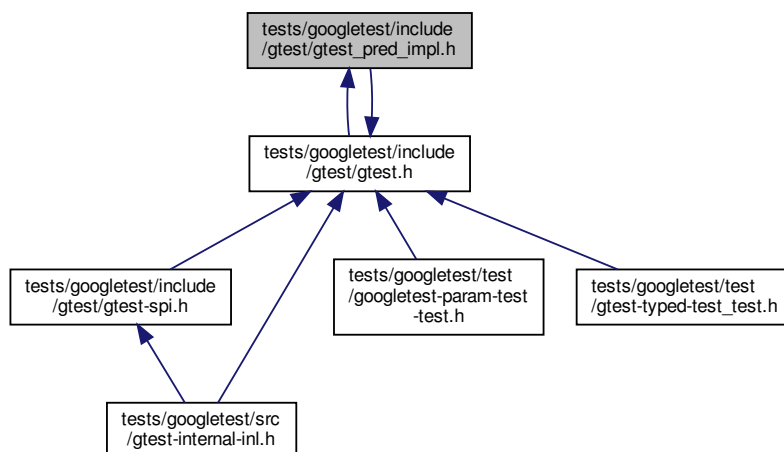 tests/googletest/include
/gtest/gtest_pred_impl.h
tests/googletest/include
/gtest/gtest.h
tests/googletest/include
/gtest/gtest-spi.h
tests/googletest/test
/googletest-param-test
-test.h
tests/googletest/test
/gtest-typed-test_test.h
tests/googletest/src
/gtest-internal-inl.h